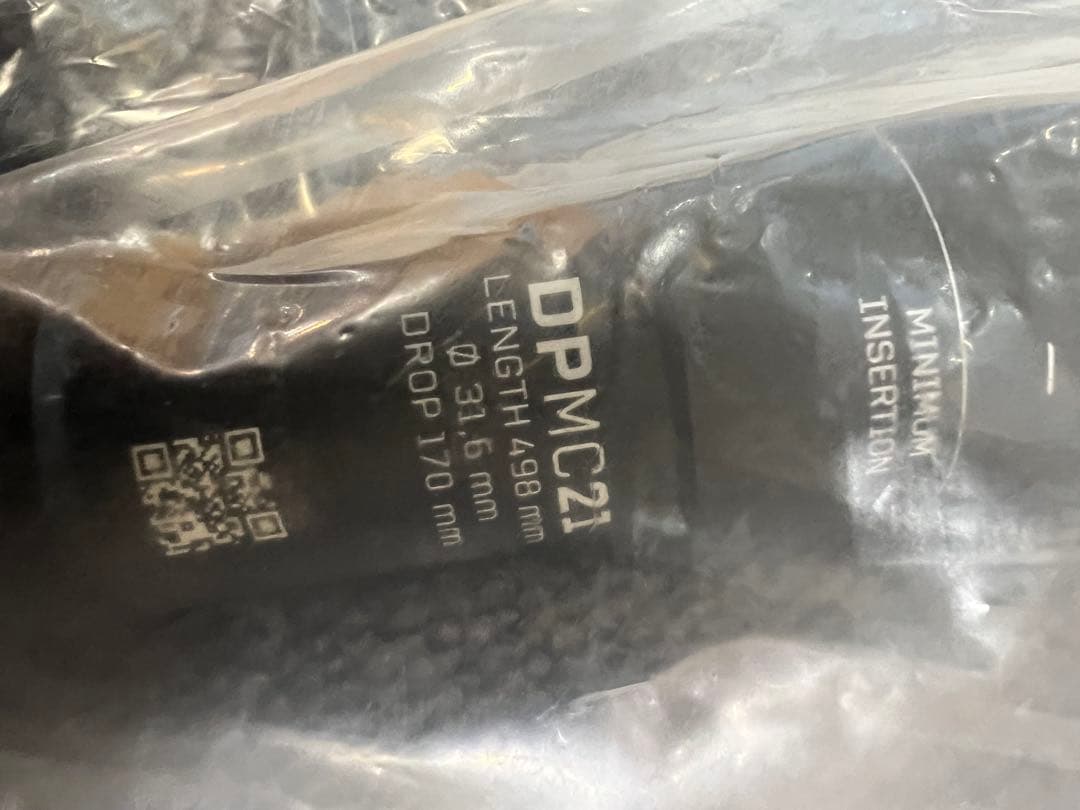 DPMC21
LENGTH 498 mm
Ø 31.6 mm
DROP 170 mm
MINIMUM
INSERTION